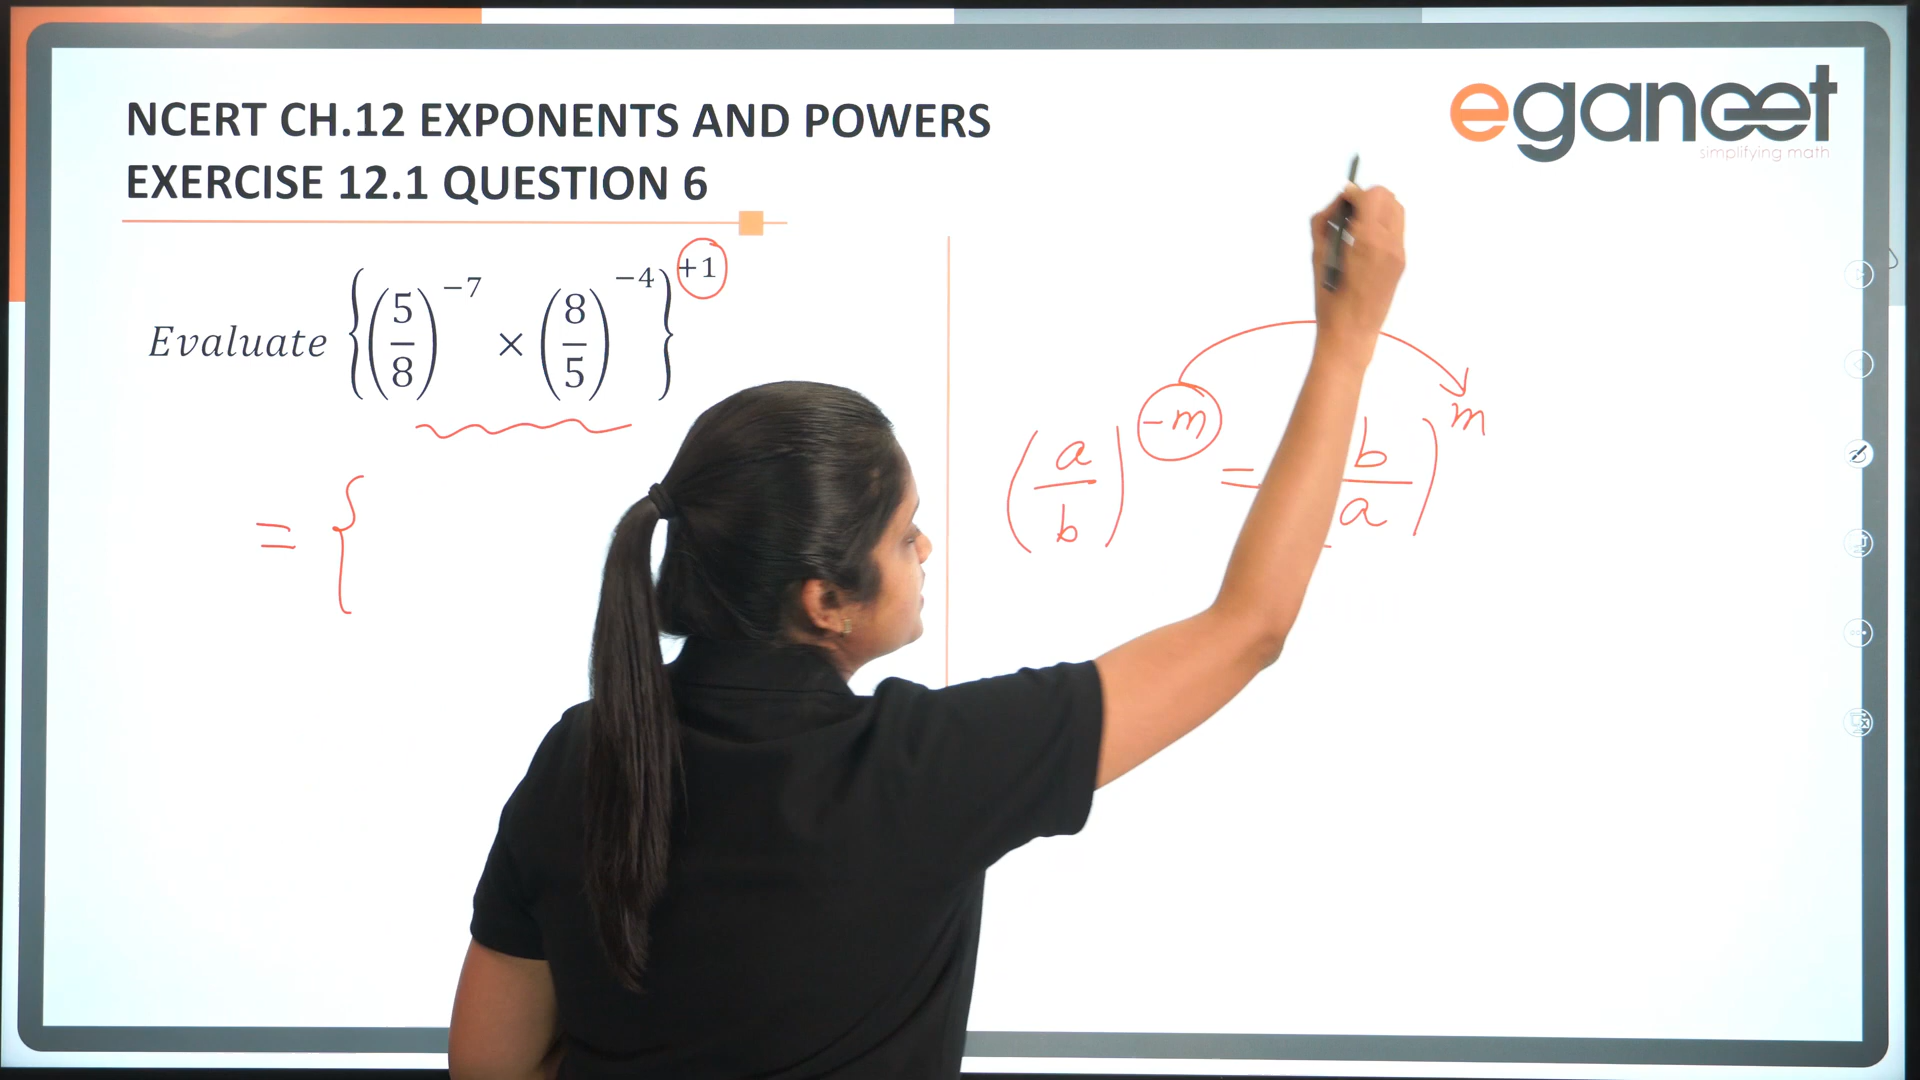 NCERT CH.12 EXPONENTS AND POWERS
EXERCISE 12.1 QUESTION 6
eganeet
simplifying math
Evaluate {(5/8)^-7 × (8/5)^-4}^+1
= {
(a/b)^-m = b/a)^m